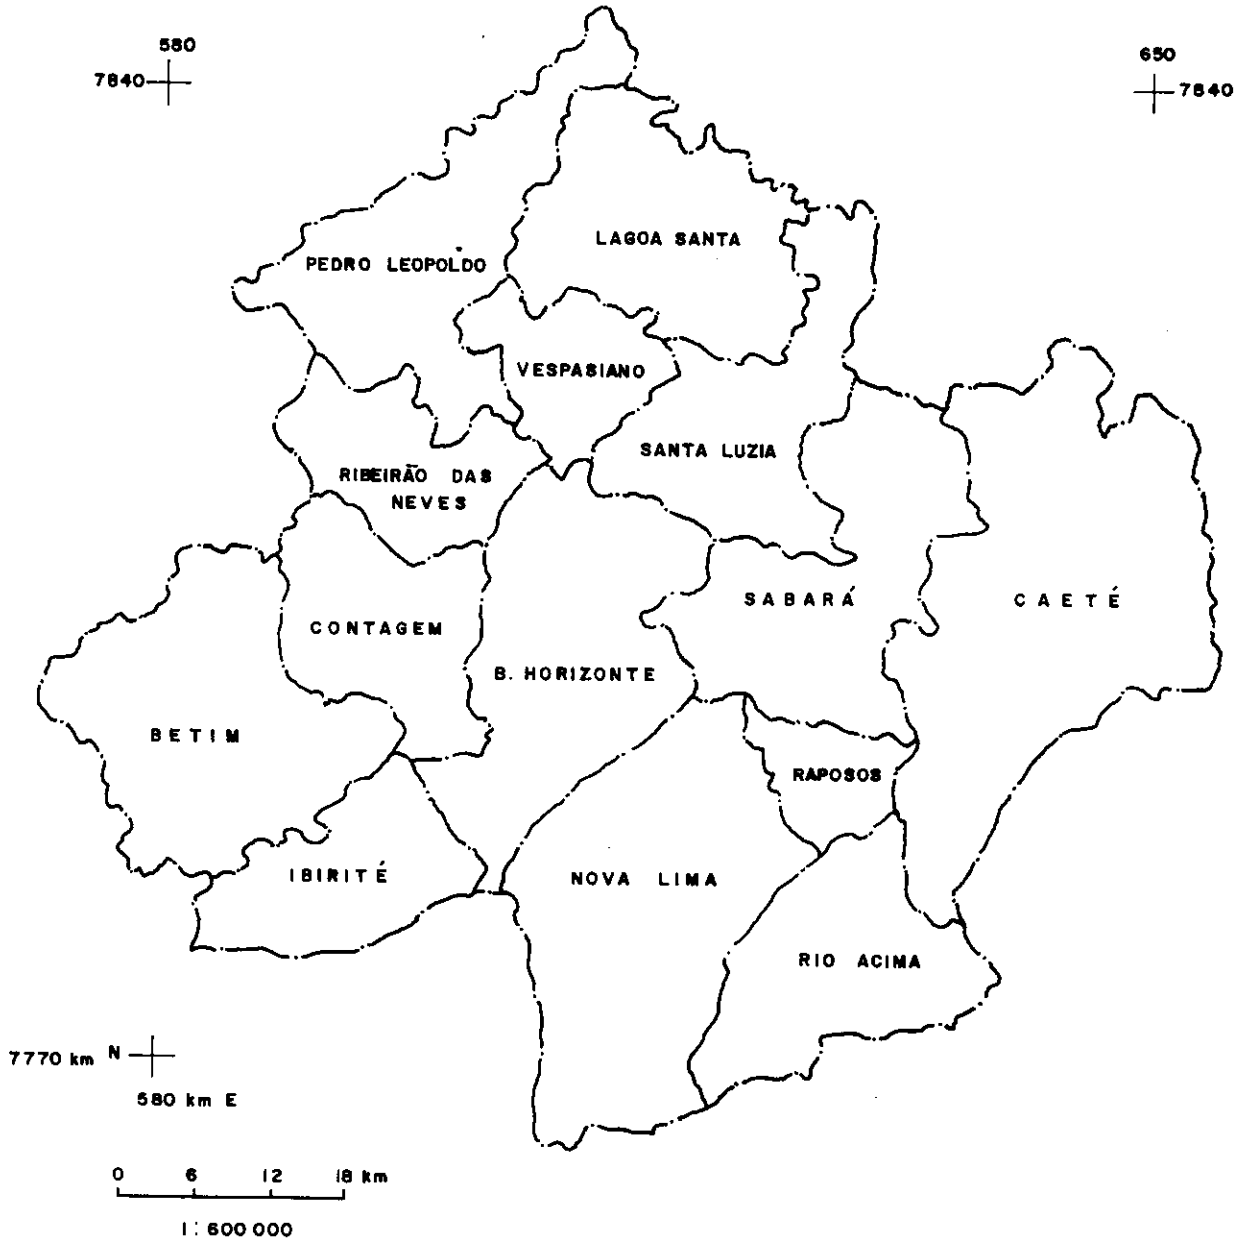 580
7840
650
7840
LAGOA SANTA
PEDRO LEOPOLDO
VESPASIANO
SANTA LUZIA
RIBEIRÃO DAS
NEVES
SABARÁ
CAETÉ
CONTAGEM
B. HORIZONTE
BETIM
RAPOSOS
IBIRITÉ
NOVA LIMA
RIO ACIMA
7770 km N
580 km E
0 6 12 18 km
1: 600 000